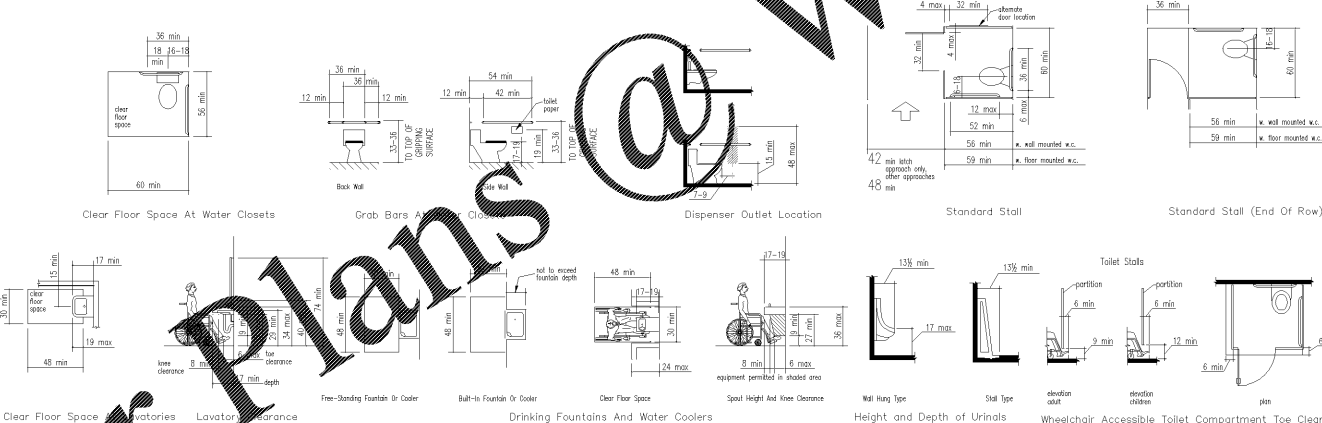 36 min
18
16-18
min
clear
floor
space
56 min
60 min
Clear Floor Space At Water Closets
36 min
36 min
12 min
12 min
33-36
TO TOP OF
GRIPPING
SURFACE
Back Wall
54 min
12 min
42 min
toilet
paper
17-19
19 min
33-36
TO TOP OF
SURFACE
Side Wall
Grab Bars At Closets
15 min
48 max
7-9
Dispenser Outlet Location
4 max
32 min
alternate
door location
32 min
4 max
16-18
36 min
60 min
12 max
6 max
52 min
56 min
w. wall mounted w.c.
59 min
w. floor mounted w.c.
42 min latch
approach only,
other approaches
48 min
Standard Stall
36 min
16-18
60 min
56 min
w. wall mounted w.c.
59 min
w. floor mounted w.c.
Standard Stall (End Of Row)
17 min
15 min
clear
floor
space
30 min
19 max
48 min
Clear Floor Space At Lavatories
knee
clearance
8 min
6 max
toe
clearance
17 min
depth
9 min
29 min
34 max
40
74 min
Lavatory Clearance
48 min
Free-Standing Fountain Or Cooler
not to exceed
fountain depth
48 min
Built-In Fountain Or Cooler
48 min
17-19
30 min
24 max
Clear Floor Space
17-19
9 min
27 min
36 max
8 min
6 max
equipment permitted in shaded area
Spout Height And Knee Clearance
Drinking Fountains And Water Coolers
13½ min
17 max
Wall Hung Type
13½ min
Stall Type
Height and Depth of Urinals
Toilet Stalls
partition
6 min
9 min
elevation
adult
partition
6 min
12 min
elevation
children
6 min
6
plan
Wheelchair Accessible Toilet Compartment Toe Clear
Plans
@